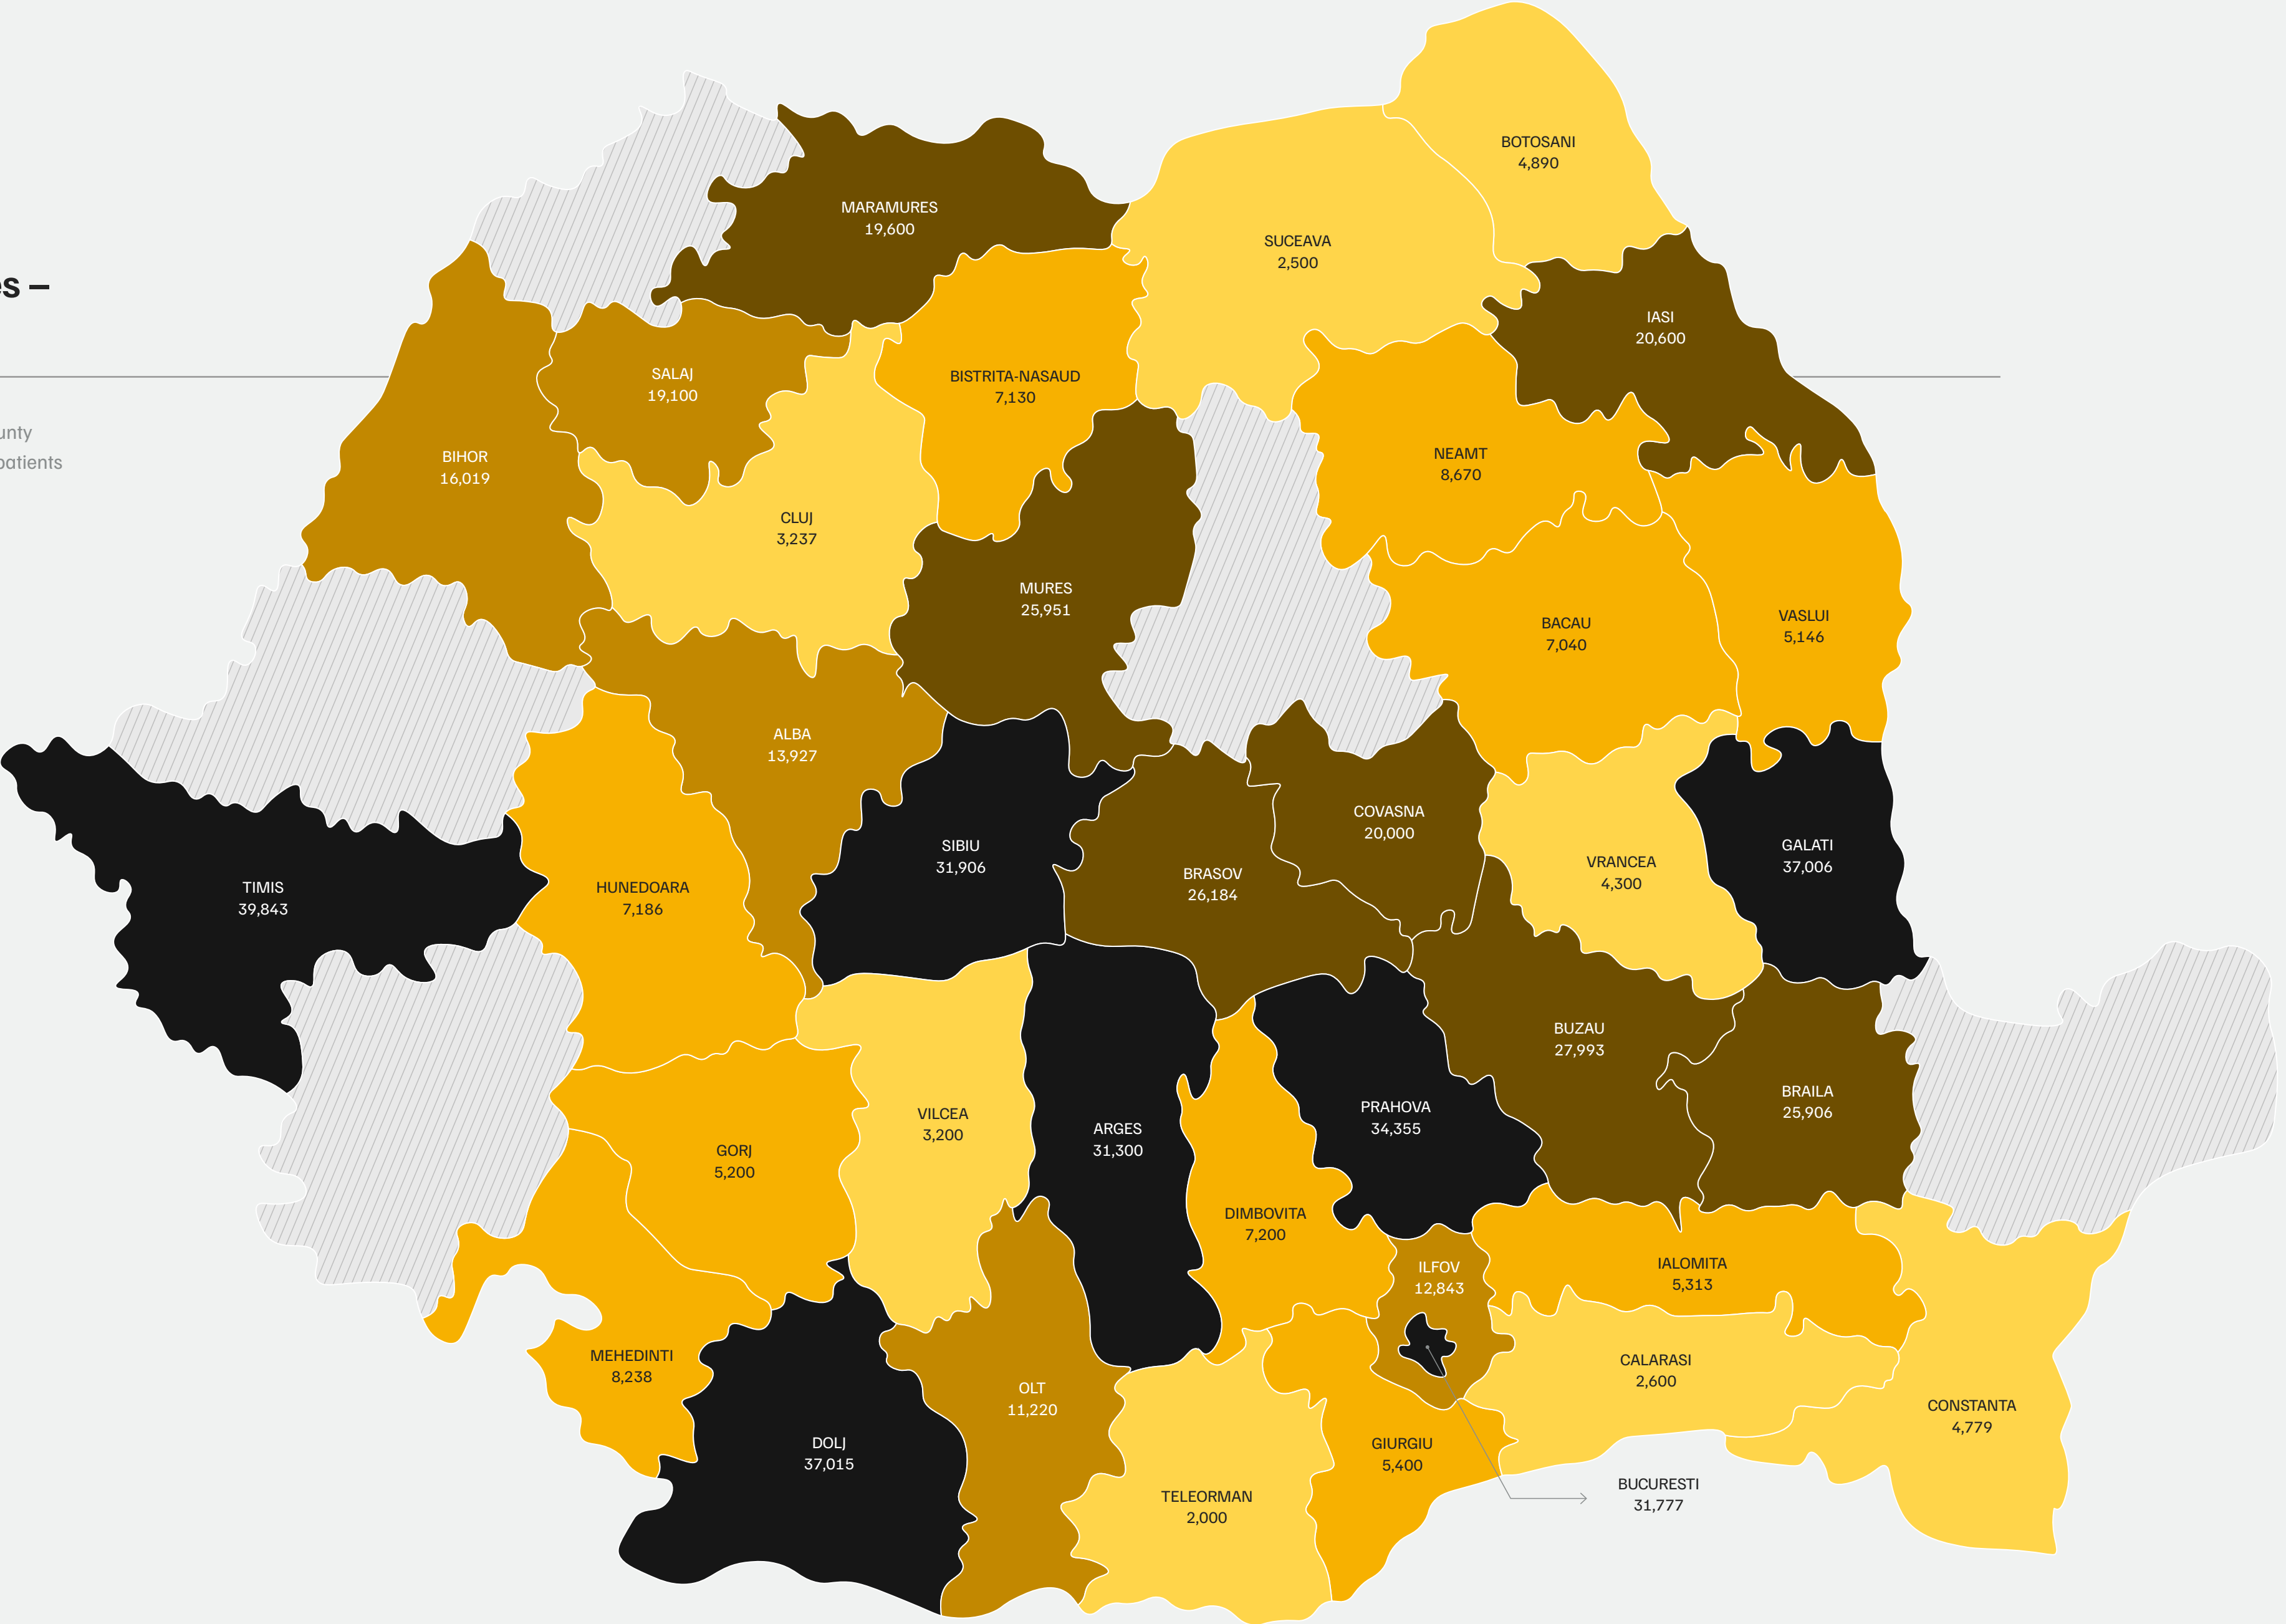 BOTOSANI
4,890
MARAMURES
19,600
SUCEAVA
2,500
IASI
20,600
SALAJ
19,100
BISTRITA-NASAUD
7,130
BIHOR
16,019
NEAMT
8,670
CLUJ
3,237
MURES
25,951
BACAU
7,040
VASLUI
5,146
ALBA
13,927
COVASNA
20,000
SIBIU
31,906
GALATI
37,006
VRANCEA
4,300
BRASOV
26,184
TIMIS
39,843
HUNEDOARA
7,186
BUZAU
27,993
BRAILA
25,906
PRAHOVA
34,355
VILCEA
3,200
ARGES
31,300
GORJ
5,200
DIMBOVITA
7,200
IALOMITA
5,313
ILFOV
12,843
MEHEDINTI
8,238
CALARASI
2,600
OLT
11,220
CONSTANTA
4,779
DOLJ
37,015
GIURGIU
5,400
BUCURESTI
31,777
TELEORMAN
2,000
patients